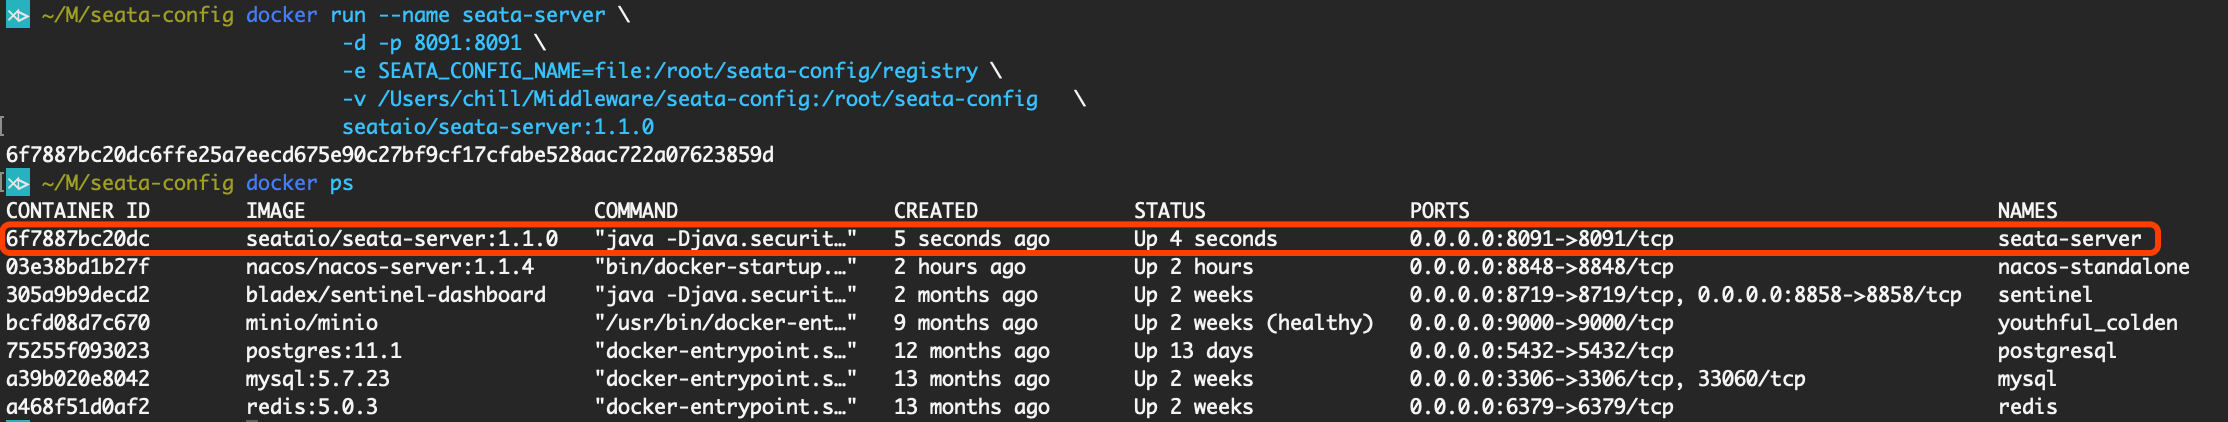 ~/M/seata-config docker run --name seata-server \
-d -p 8091:8091 \
-e SEATA_CONFIG_NAME=file:/root/seata-config/registry \
-v /Users/chill/Middleware/seata-config:/root/seata-config \
seataio/seata-server:1.1.0
6f7887bc20dc6ffe25a7eecd675e90c27bf9cf17cfabe528aac722a07623859d
~/M/seata-config docker ps
CONTAINER ID IMAGE COMMAND CREATED STATUS PORTS NAMES
6f7887bc20dc seataio/seata-server:1.1.0 "java -Djava.securit…" 5 seconds ago Up 4 seconds 0.0.0.0:8091->8091/tcp seata-server
03e38bd1b27f nacos/nacos-server:1.1.4 "bin/docker-startup.…" 2 hours ago Up 2 hours 0.0.0.0:8848->8848/tcp nacos-standalone
305a9b9decd2 bladex/sentinel-dashboard "java -Djava.securit…" 2 months ago Up 2 weeks 0.0.0.0:8719->8719/tcp, 0.0.0.0:8858->8858/tcp sentinel
bcfd08d7c670 minio/minio "/usr/bin/docker-ent…" 9 months ago Up 2 weeks (healthy) 0.0.0.0:9000->9000/tcp youthful_colden
75255f093023 postgres:11.1 "docker-entrypoint.s…" 12 months ago Up 13 days 0.0.0.0:5432->5432/tcp postgresql
a39b020e8042 mysql:5.7.23 "docker-entrypoint.s…" 13 months ago Up 2 weeks 0.0.0.0:3306->3306/tcp, 33060/tcp mysql
a468f51d0af2 redis:5.0.3 "docker-entrypoint.s…" 13 months ago Up 2 weeks 0.0.0.0:6379->6379/tcp redis